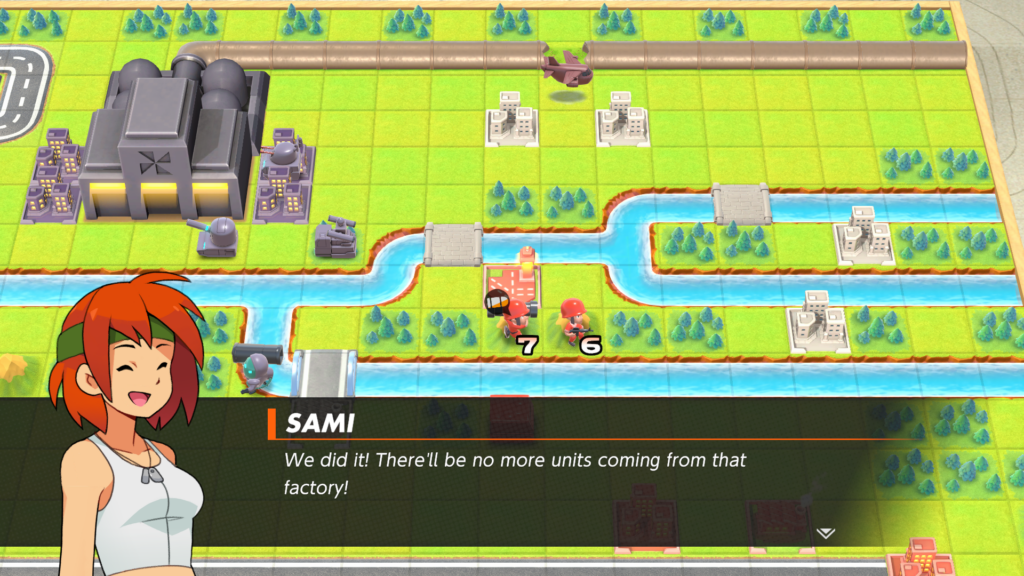 7
6
SAMI
We did it! There'll be no more units coming from that
factory!